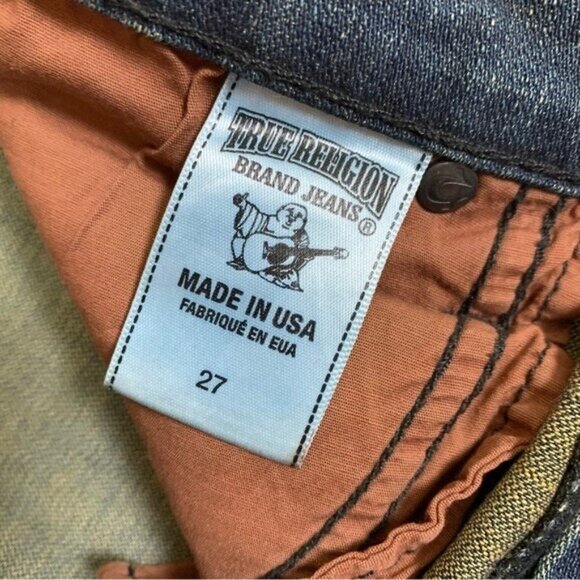 TRUE RELIGION
BRAND JEANS®
MADE IN USA
FABRIQUÉ EN EUA
27